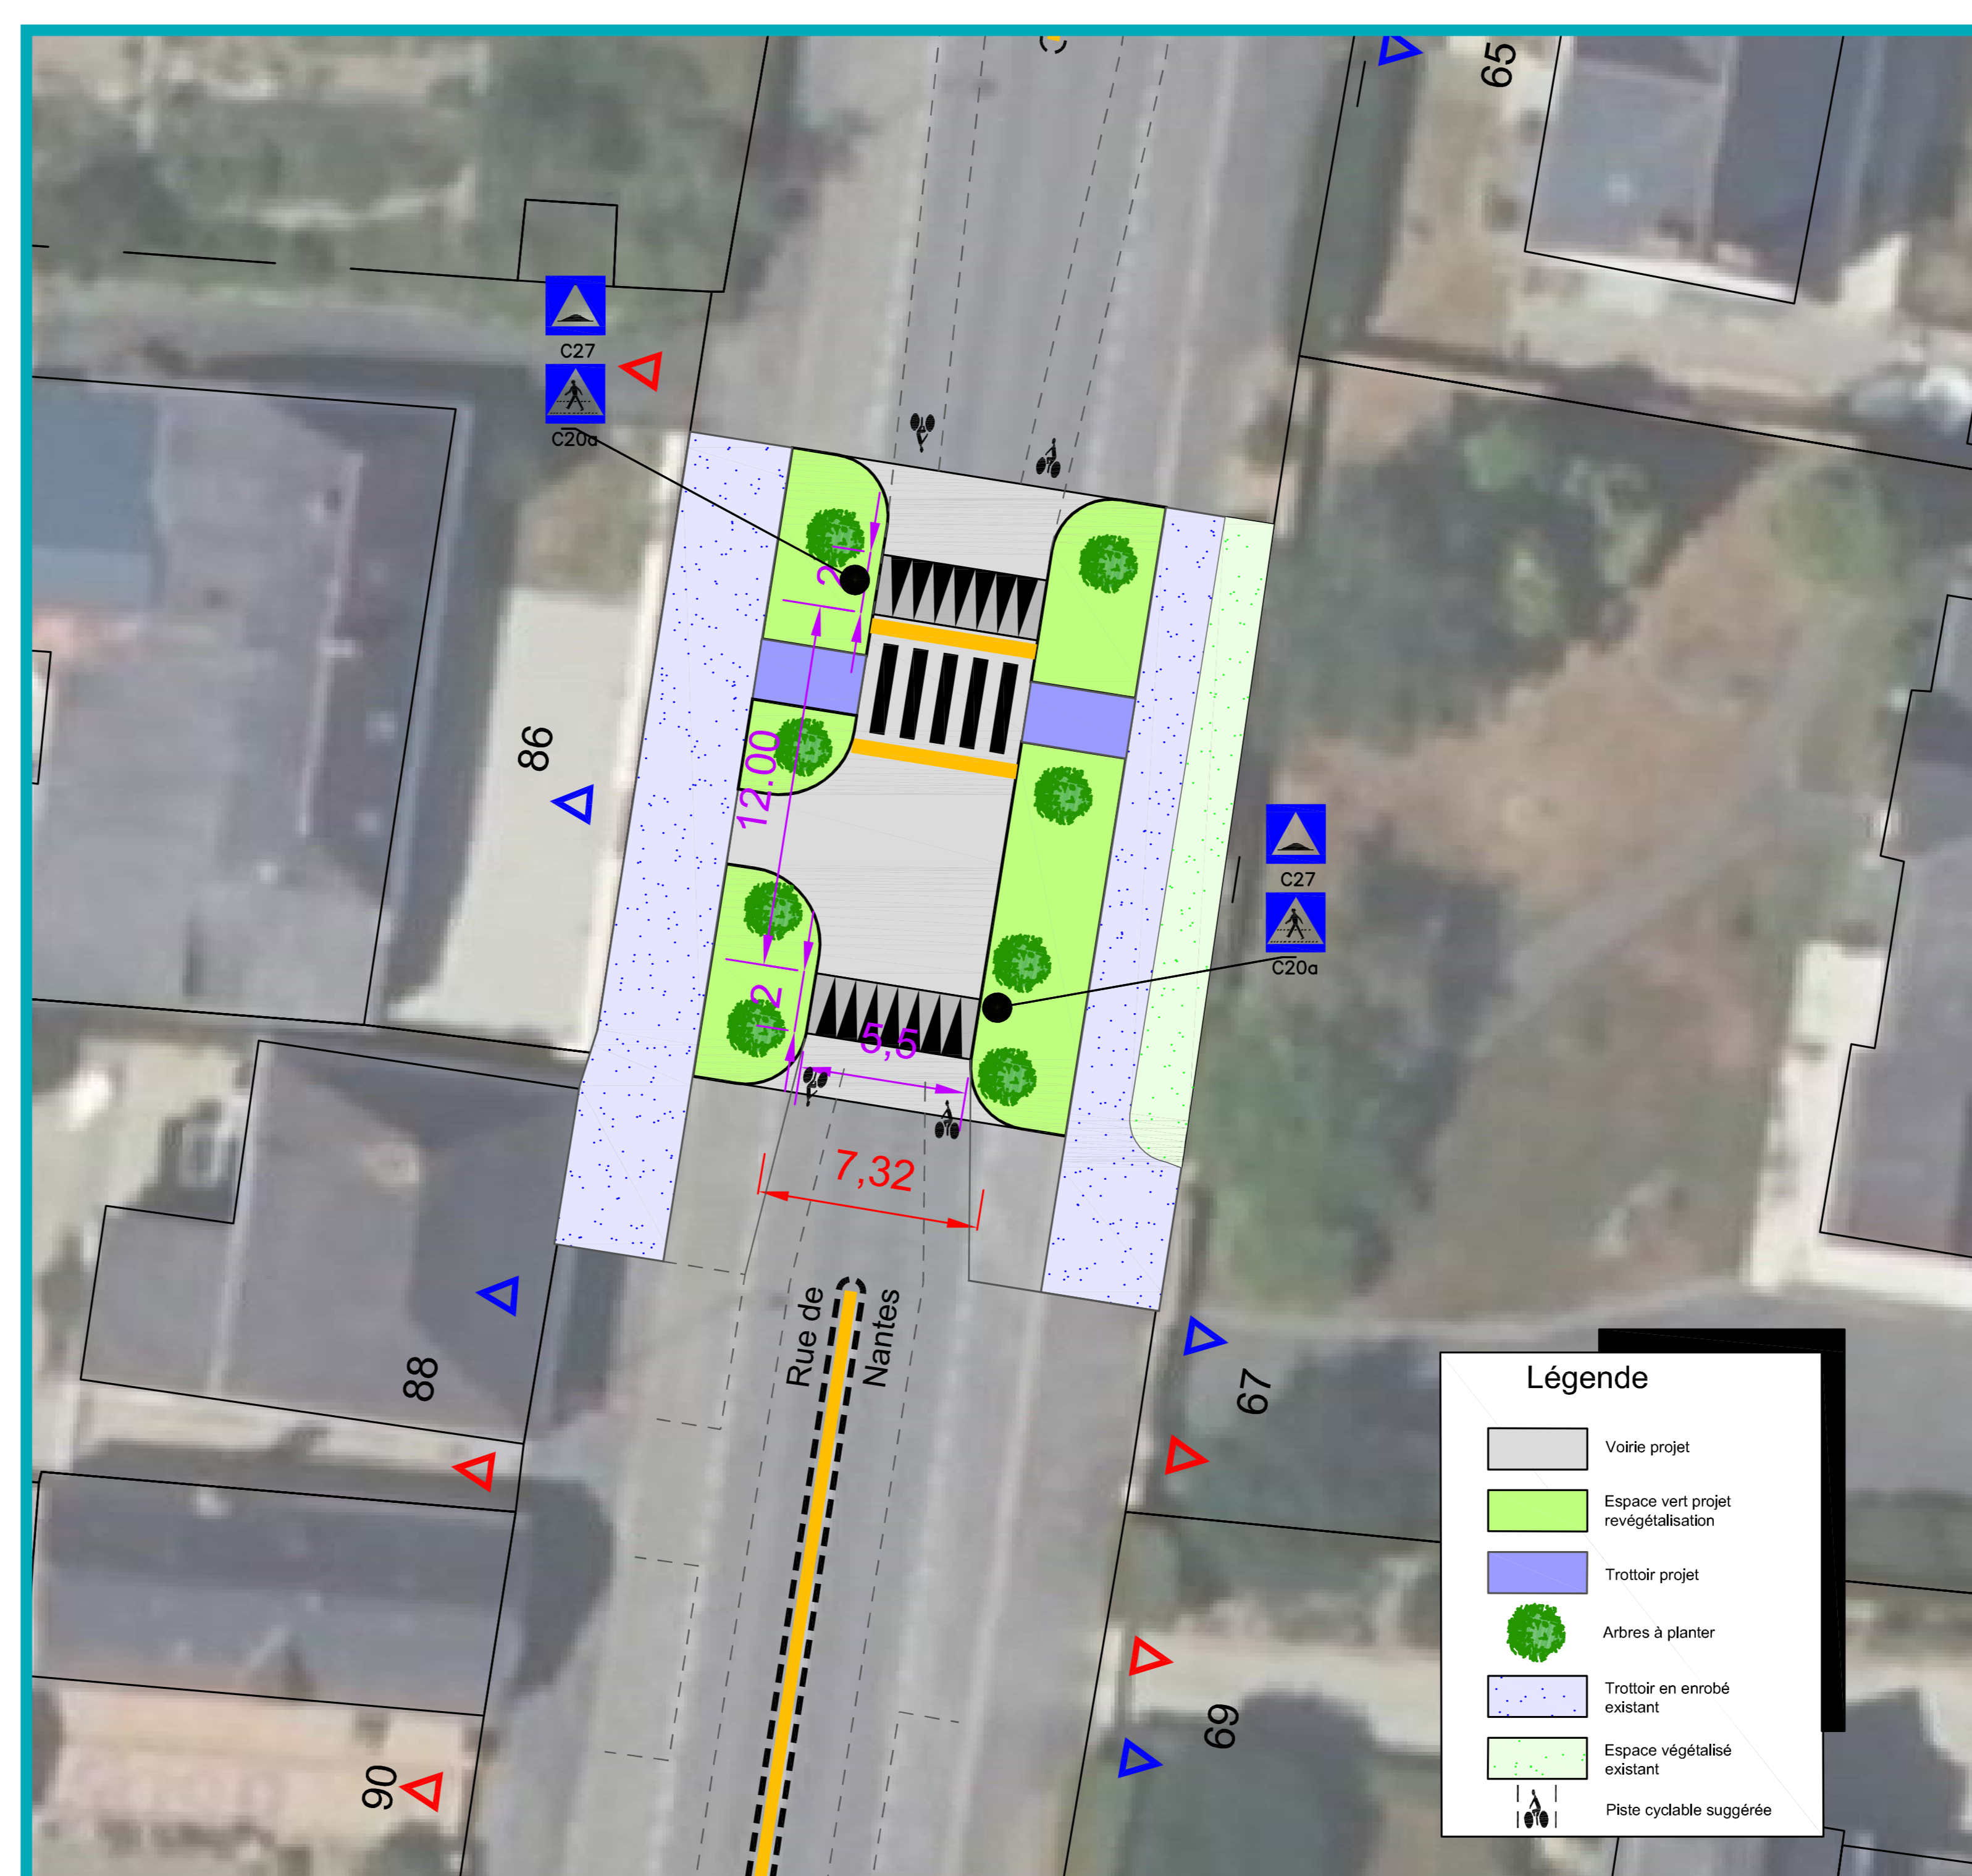 65
C27
C20a
2
86
12.00
C27
C20a
2
5,5
7,32
Rue de
Nantes
88
67
69
90
Légende
Voirie projet
Espace vert projet
revégétalisation
Trottoir projet
Arbres à planter
Trottoir en enrobé
existant
Espace végétalisé
existant
Piste cyclable suggérée